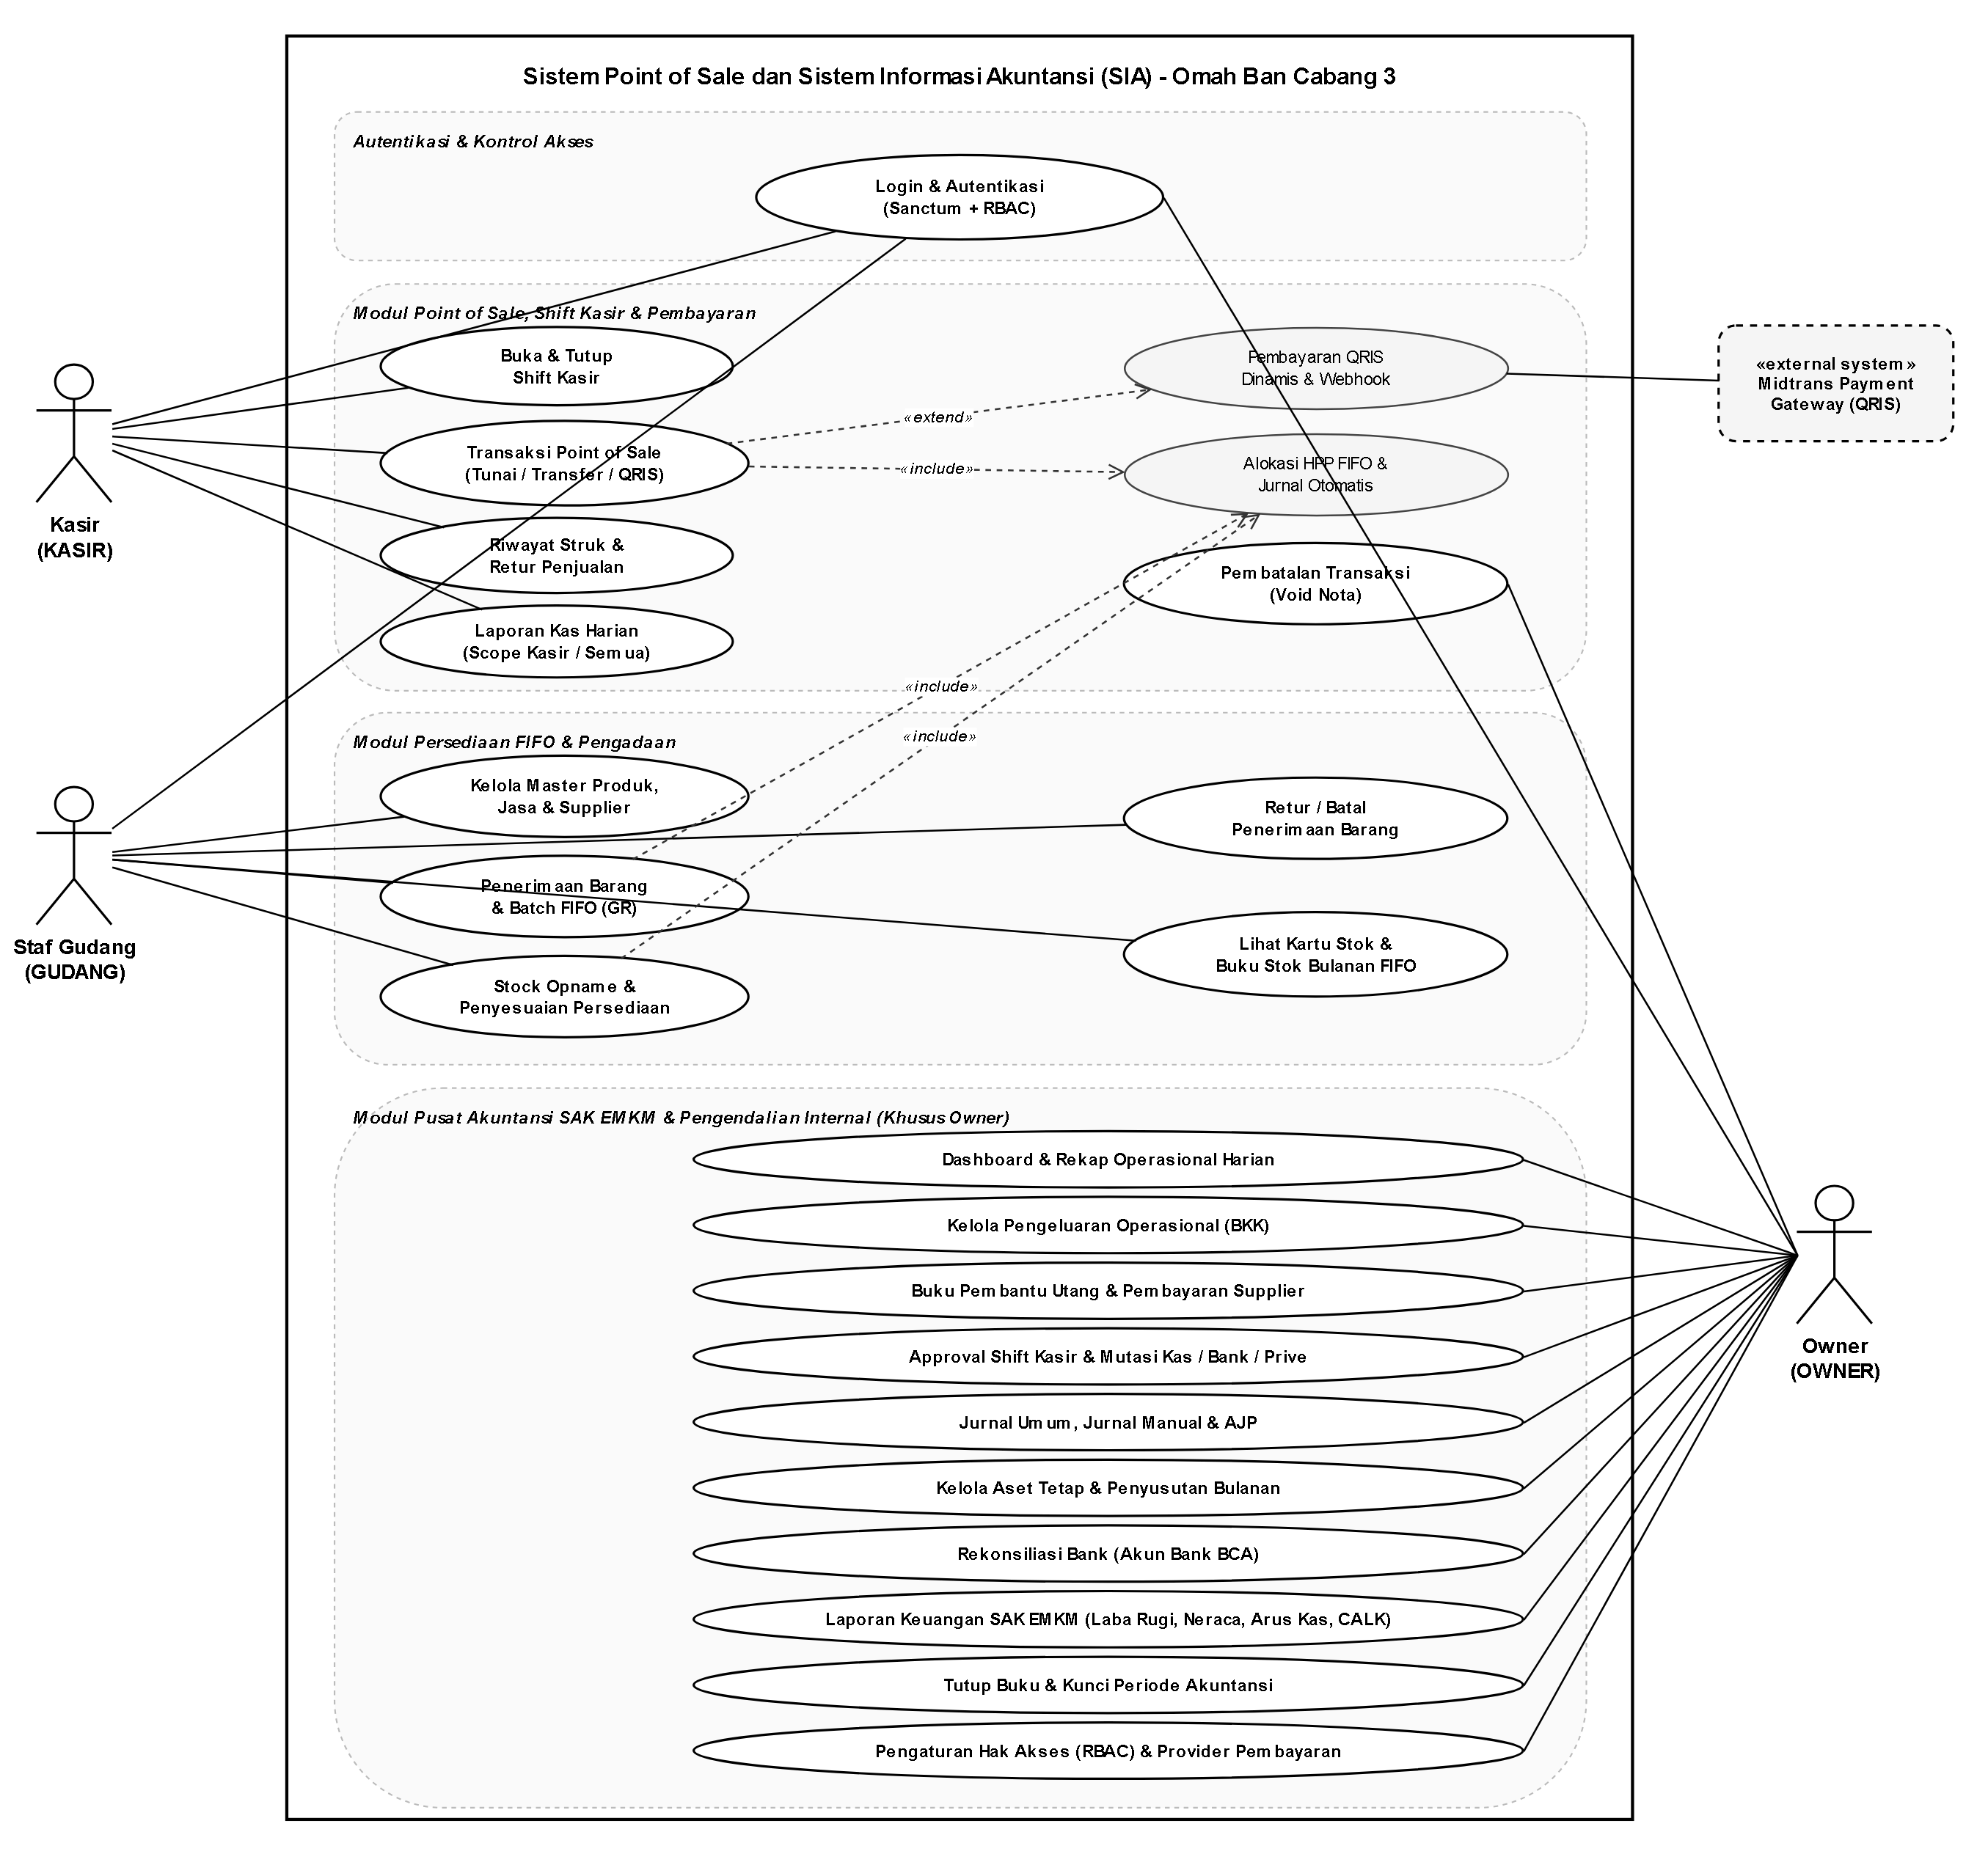 Sistem Point of Sale dan Sistem Informasi Akuntansi (SIA) - Omah Ban Cabang 3
Autentikasi & Kontrol Akses
Login & Autentikasi
(Sanctum + RBAC)
Modul Point of Sale, Shift Kasir & Pembayaran
Buka & Tutup
Shift Kasir
Transaksi Point of Sale
(Tunai / Transfer / QRIS)
Riwayat Struk &
Retur Penjualan
Laporan Kas Harian
(Scope Kasir / Semua)
«extend»
«include»
Pembayaran QRIS
Dinamis & Webhook
Alokasi HPP FIFO &
Jurnal Otomatis
Pembatalan Transaksi
(Void Nota)
«external system»
Midtrans Payment
Gateway (QRIS)
Kasir
(KASIR)
«include»
«include»
Modul Persediaan FIFO & Pengadaan
Kelola Master Produk,
Jasa & Supplier
Penerimaan Barang
& Batch FIFO (GR)
Stock Opname &
Penyesuaian Persediaan
Retur / Batal
Penerimaan Barang
Lihat Kartu Stok &
Buku Stok Bulanan FIFO
Staf Gudang
(GUDANG)
Modul Pusat Akuntansi SAK EMKM & Pengendalian Internal (Khusus Owner)
Dashboard & Rekap Operasional Harian
Kelola Pengeluaran Operasional (BKK)
Buku Pembantu Utang & Pembayaran Supplier
Approval Shift Kasir & Mutasi Kas / Bank / Prive
Jurnal Umum, Jurnal Manual & AJP
Kelola Aset Tetap & Penyusutan Bulanan
Rekonsiliasi Bank (Akun Bank BCA)
Laporan Keuangan SAK EMKM (Laba Rugi, Neraca, Arus Kas, CALK)
Tutup Buku & Kunci Periode Akuntansi
Pengaturan Hak Akses (RBAC) & Provider Pembayaran
Owner
(OWNER)